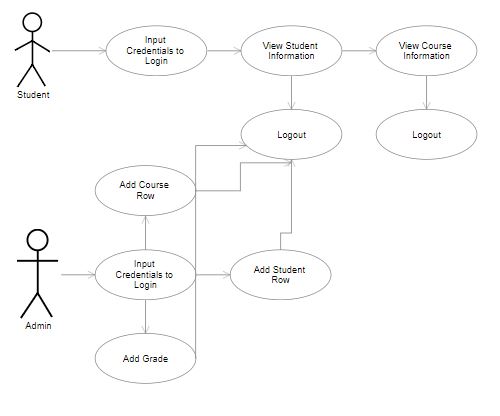 Input
Credentials to
Login
View Student
Information
View Course
Information
Student
Logout
Logout
Add Course
Row
Input
Credentials to
Login
Add Student
Row
Admin
Add Grade